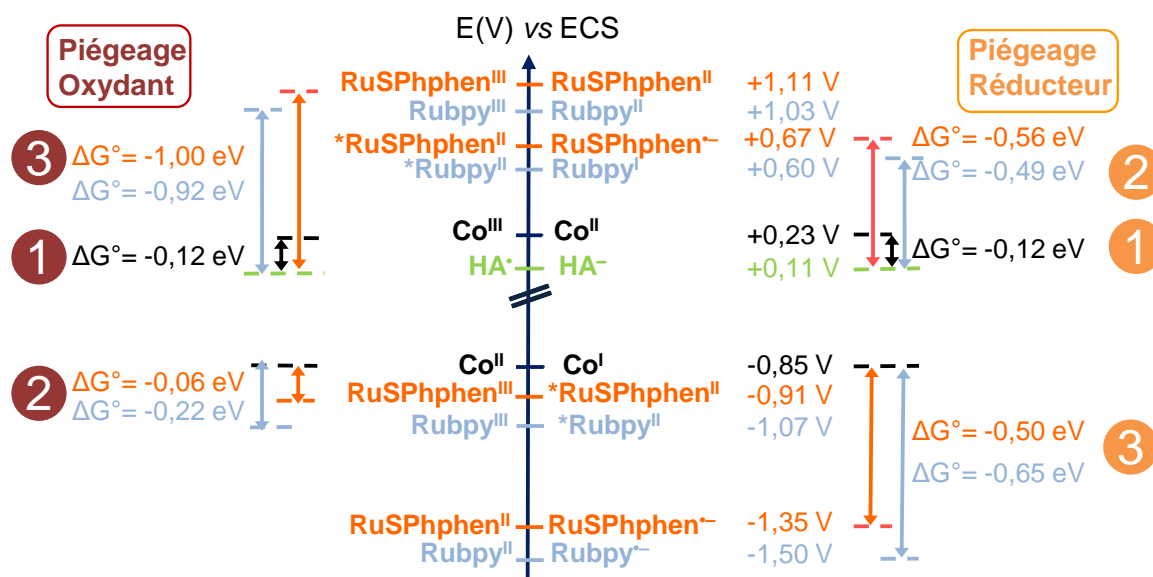 E(V) vs ECS
Piégeage
Oxydant
Piégeage
Réducteur
RuSPhphenᴵᴵᴵ RuSPhphenᴵᴵ +1,11 V
Rubpyᴵᴵᴵ Rubpyᴵᴵ +1,03 V
*RuSPhphenᴵᴵ RuSPhphen•⁻ +0,67 V
*Rubpyᴵᴵ Rubpyᴵ +0,60 V
3
ΔG°= -1,00 eV
ΔG°= -0,92 eV
ΔG°= -0,56 eV
ΔG°= -0,49 eV
2
Coᴵᴵᴵ Coᴵᴵ +0,23 V
HA• HA⁻ +0,11 V
1
ΔG°= -0,12 eV
ΔG°= -0,12 eV
1
Coᴵᴵ Coᴵ -0,85 V
RuSPhphenᴵᴵᴵ *RuSPhphenᴵᴵ -0,91 V
Rubpyᴵᴵᴵ *Rubpyᴵᴵ -1,07 V
2
ΔG°= -0,06 eV
ΔG°= -0,22 eV
ΔG°= -0,50 eV
ΔG°= -0,65 eV
3
RuSPhphenᴵᴵ RuSPhphen•⁻ -1,35 V
Rubpyᴵᴵ Rubpy•⁻ -1,50 V